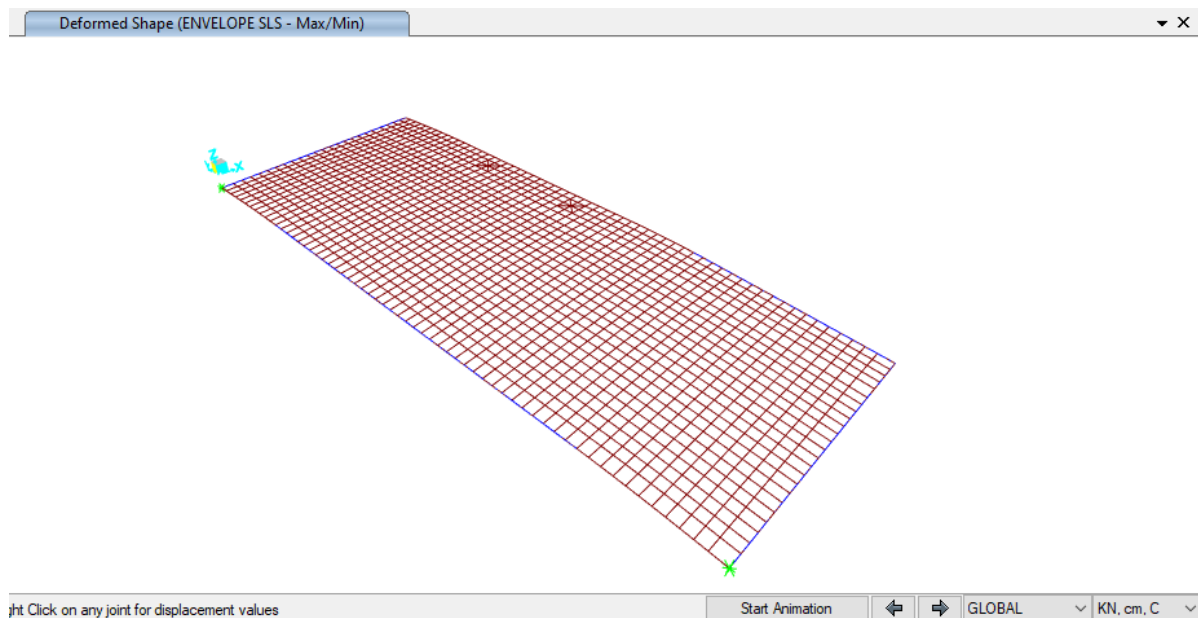 Deformed Shape (ENVELOPE SLS - Max/Min)
Z
X
ght Click on any joint for displacement values
Start Animation
GLOBAL
KN, cm, C